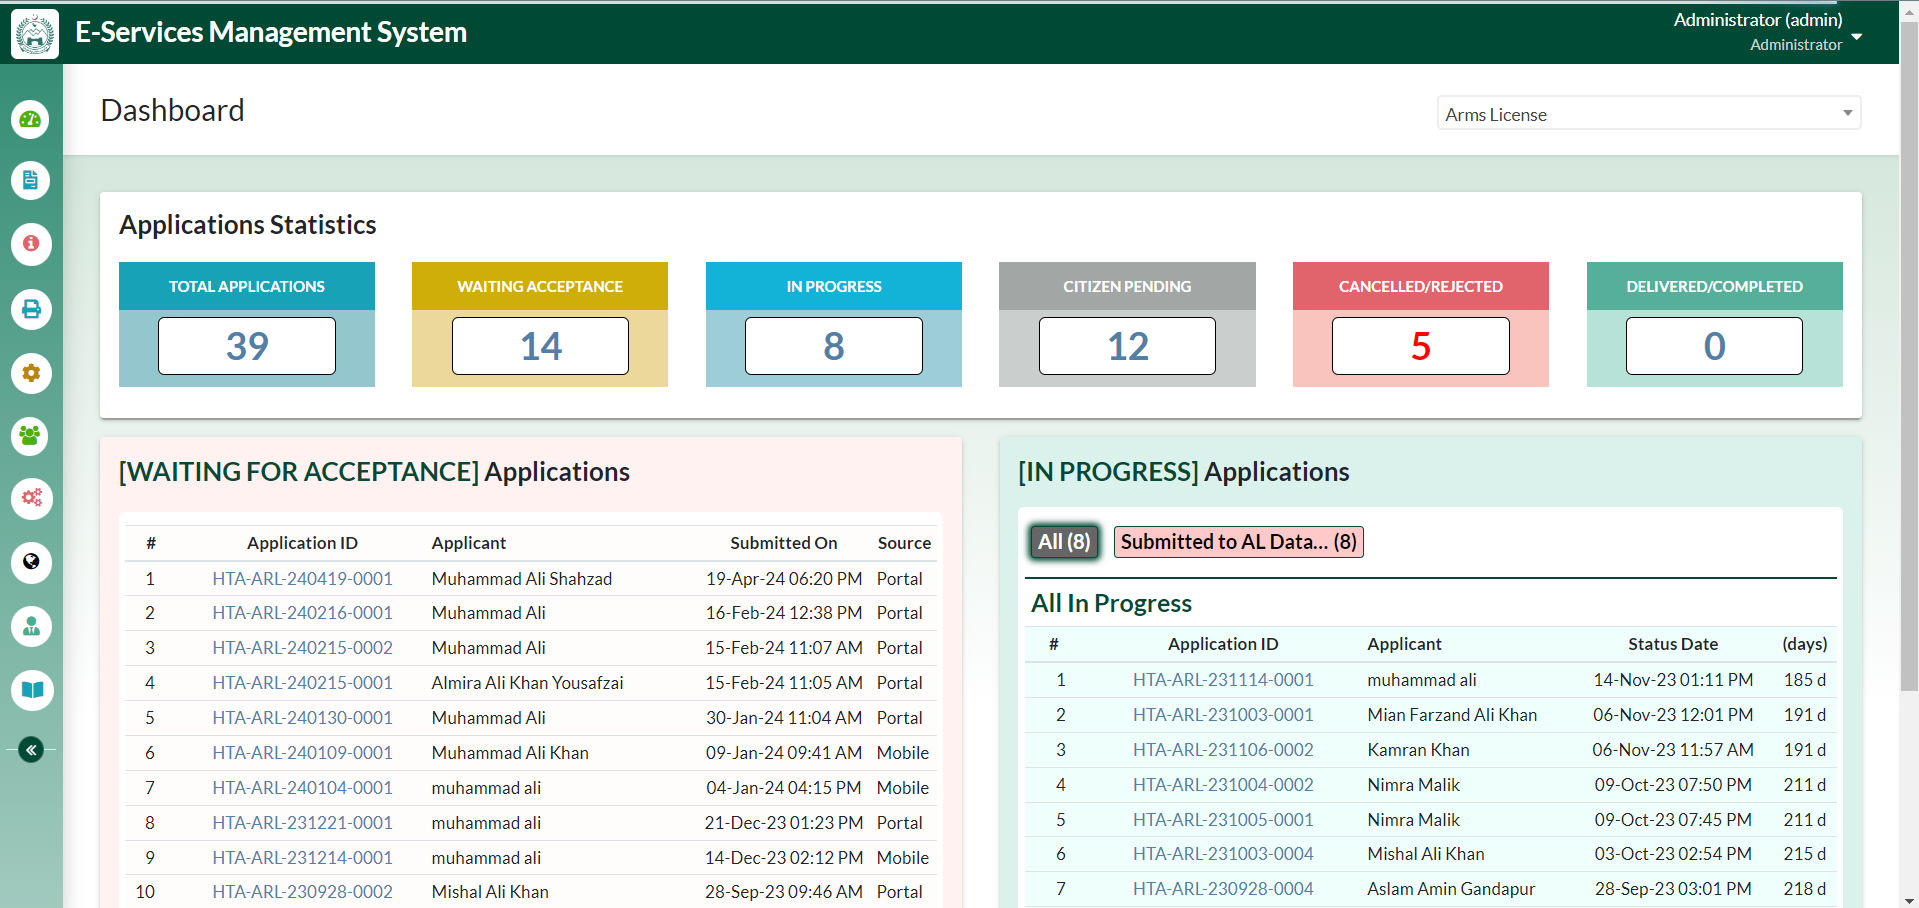 E-Services Management System
Administrator (admin)
Administrator
Dashboard
Arms License
Applications Statistics
TOTAL APPLICATIONS
39
WAITING ACCEPTANCE
14
IN PROGRESS
8
CITIZEN PENDING
12
CANCELLED/REJECTED
5
DELIVERED/COMPLETED
0
[WAITING FOR ACCEPTANCE] Applications
# Application ID Applicant Submitted On Source
1 HTA-ARL-240419-0001 Muhammad Ali Shahzad 19-Apr-24 06:20 PM Portal
2 HTA-ARL-240216-0001 Muhammad Ali 16-Feb-24 12:38 PM Portal
3 HTA-ARL-240215-0002 Muhammad Ali 15-Feb-24 11:07 AM Portal
4 HTA-ARL-240215-0001 Almira Ali Khan Yousafzai 15-Feb-24 11:05 AM Portal
5 HTA-ARL-240130-0001 Muhammad Ali 30-Jan-24 11:04 AM Portal
6 HTA-ARL-240109-0001 Muhammad Ali Khan 09-Jan-24 09:41 AM Mobile
7 HTA-ARL-240104-0001 muhammad ali 04-Jan-24 04:15 PM Mobile
8 HTA-ARL-231221-0001 muhammad ali 21-Dec-23 01:23 PM Portal
9 HTA-ARL-231214-0001 muhammad ali 14-Dec-23 02:12 PM Mobile
10 HTA-ARL-230928-0002 Mishal Ali Khan 28-Sep-23 09:46 AM Portal
[IN PROGRESS] Applications
All (8) Submitted to AL Data... (8)
All In Progress
# Application ID Applicant Status Date (days)
1 HTA-ARL-231114-0001 muhammad ali 14-Nov-23 01:11 PM 185 d
2 HTA-ARL-231003-0001 Mian Farzand Ali Khan 06-Nov-23 12:01 PM 191 d
3 HTA-ARL-231106-0002 Kamran Khan 06-Nov-23 11:57 AM 191 d
4 HTA-ARL-231004-0002 Nimra Malik 09-Oct-23 07:50 PM 211 d
5 HTA-ARL-231005-0001 Nimra Malik 09-Oct-23 07:45 PM 211 d
6 HTA-ARL-231003-0004 Mishal Ali Khan 03-Oct-23 02:54 PM 215 d
7 HTA-ARL-230928-0004 Aslam Amin Gandapur 28-Sep-23 03:01 PM 218 d